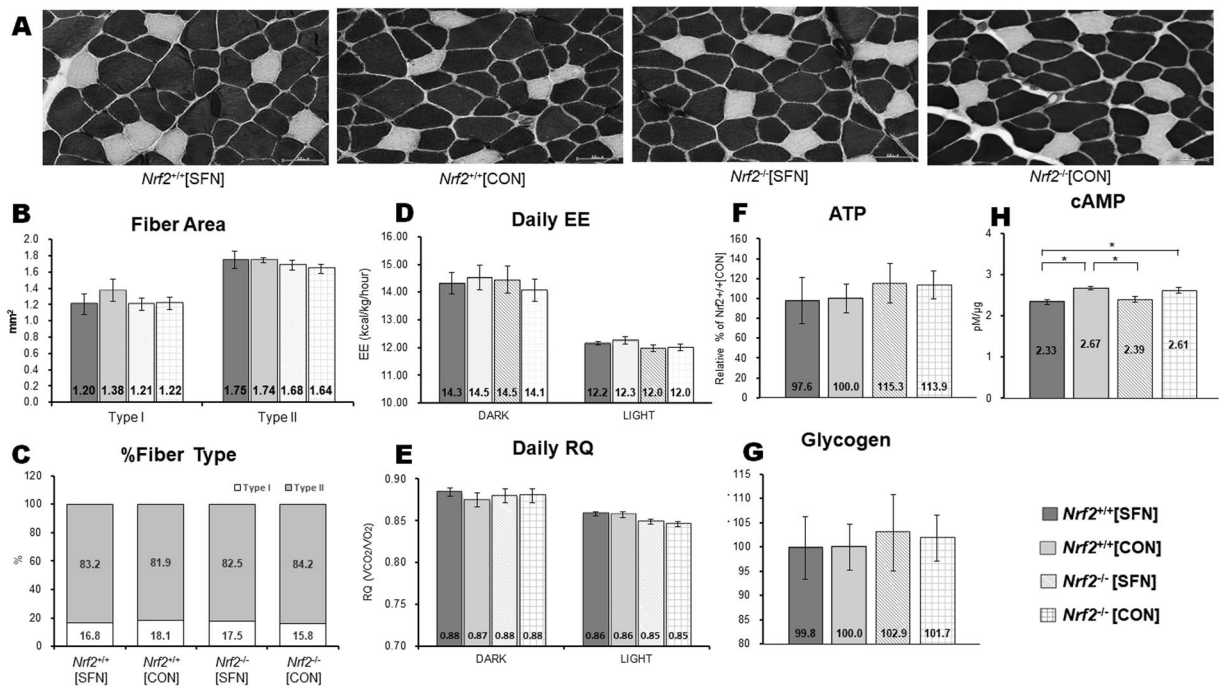 A
Nrf2+/+[SFN]
Nrf2+/+[CON]
Nrf2-/-[SFN]
Nrf2-/-[CON]
B
Fiber Area
mm2
2.0
1.8
1.6
1.4
1.2
1.0
0.8
0.6
0.4
0.2
0.0
1.20
1.38
1.21
1.22
1.75
1.74
1.68
1.64
Type I
Type II
C
%Fiber Type
Type I
Type II
%
120
100
80
60
40
20
0
83.2
81.9
82.5
84.2
16.8
18.1
17.5
15.8
Nrf2+/+
[SFN]
Nrf2+/+
[CON]
Nrf2-/-
[SFN]
Nrf2-/-
[CON]
D
Daily EE
EE (kcal/kg/hour)
16.00
15.00
14.00
13.00
12.00
11.00
10.00
14.3
14.5
14.5
14.1
12.2
12.3
12.0
12.0
DARK
LIGHT
E
Daily RQ
RQ (VCO2/VO2)
0.90
0.85
0.80
0.75
0.70
0.88
0.87
0.88
0.88
0.86
0.86
0.85
0.85
DARK
LIGHT
F
ATP
Relative % of Nrf2+/+[CON]
160
140
120
100
80
60
40
20
0
97.6
100.0
115.3
113.9
G
Glycogen
115
110
105
100
95
90
85
80
99.8
100.0
102.9
101.7
H
cAMP
pM/µg
4
3
2
1
0
*
*
*
2.33
2.67
2.39
2.61
Nrf2+/+[SFN]
Nrf2+/+[CON]
Nrf2-/-[SFN]
Nrf2-/-[CON]